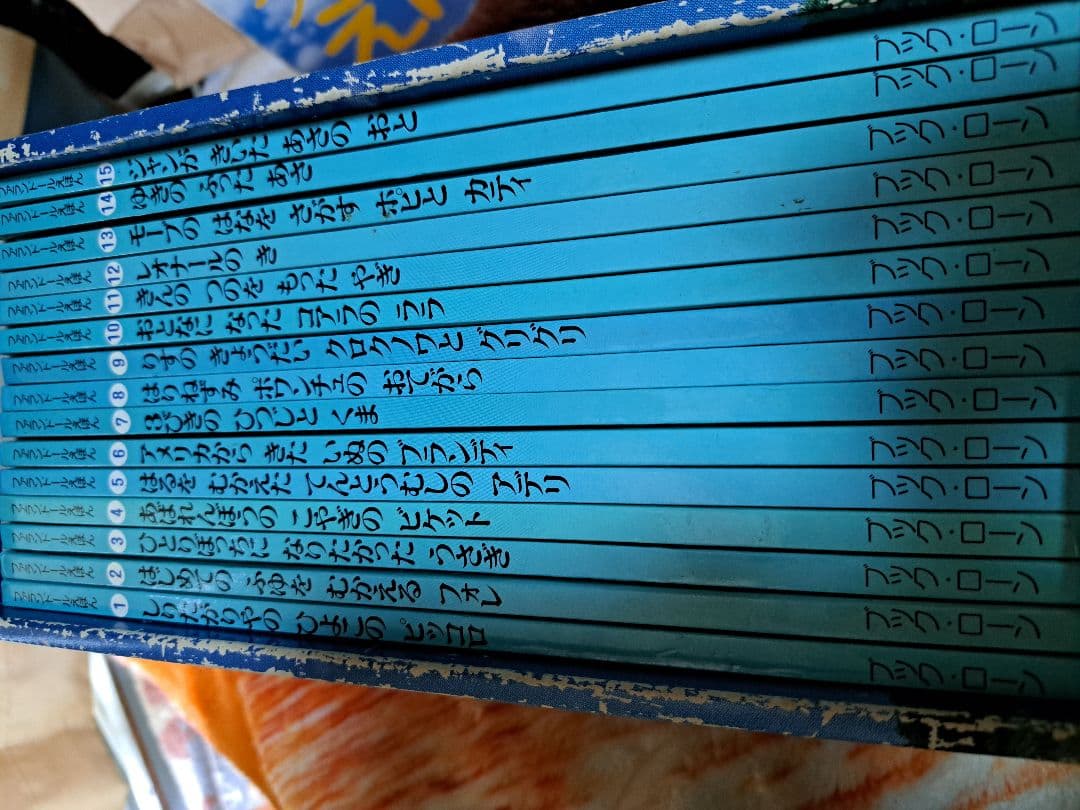 え
ファランドールえほん 15 ジャンが きいた あさの おと ブック・ローン
ファランドールえほん 14 ゆきの ふった あさ ブック・ローン
ファランドールえほん 13 モープの はなを さがす ポピと カティ ブック・ローン
ファランドールえほん 12 レオナールの き ブック・ローン
ファランドールえほん 11 きんの つのを もった やぎ ブック・ローン
ファランドールえほん 10 おとなに なった コアラの ララ ブック・ローン
ファランドールえほん 9 りすの きょうだい クロクノワと グリグリ ブック・ローン
ファランドールえほん 8 はりねずみ ポワンチュの おてがら ブック・ローン
ファランドールえほん 7 3びきの ひつじと くま ブック・ローン
ファランドールえほん 6 アメリカから きた いぬの ブランディ ブック・ローン
ファランドールえほん 5 はるを むかえた てんとうむしの アデリ ブック・ローン
ファランドールえほん 4 あばれんぼうの こやぎの ビケット ブック・ローン
ファランドールえほん 3 ひとりぼっちに なりたかった うさぎ ブック・ローン
ファランドールえほん 2 はじめての ふゆを むかえる フォレ ブック・ローン
ファランドールえほん 1 しりたがりやの ひよこの ピッコロ ブック・ローン